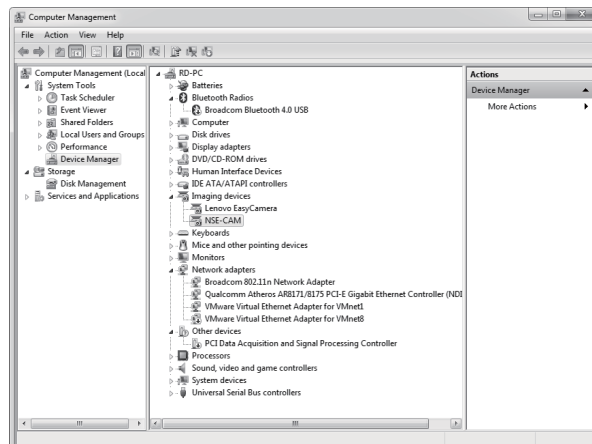 Computer Management
File Action View Help
Computer Management (Local
System Tools
Task Scheduler
Event Viewer
Shared Folders
Local Users and Groups
Performance
Device Manager
Storage
Disk Management
Services and Applications
RD-PC
Batteries
Bluetooth Radios
Broadcom Bluetooth 4.0 USB
Computer
Disk drives
Display adapters
DVD/CD-ROM drives
Human Interface Devices
IDE ATA/ATAPI controllers
Imaging devices
Lenovo EasyCamera
NSE-CAM
Keyboards
Mice and other pointing devices
Monitors
Network adapters
Broadcom 802.11n Network Adapter
Qualcomm Atheros AR8171/8175 PCI-E Gigabit Ethernet Controller (NDI
VMware Virtual Ethernet Adapter for VMnet1
VMware Virtual Ethernet Adapter for VMnet8
Other devices
PCI Data Acquisition and Signal Processing Controller
Processors
Sound, video and game controllers
System devices
Universal Serial Bus controllers
Actions
Device Manager
More Actions